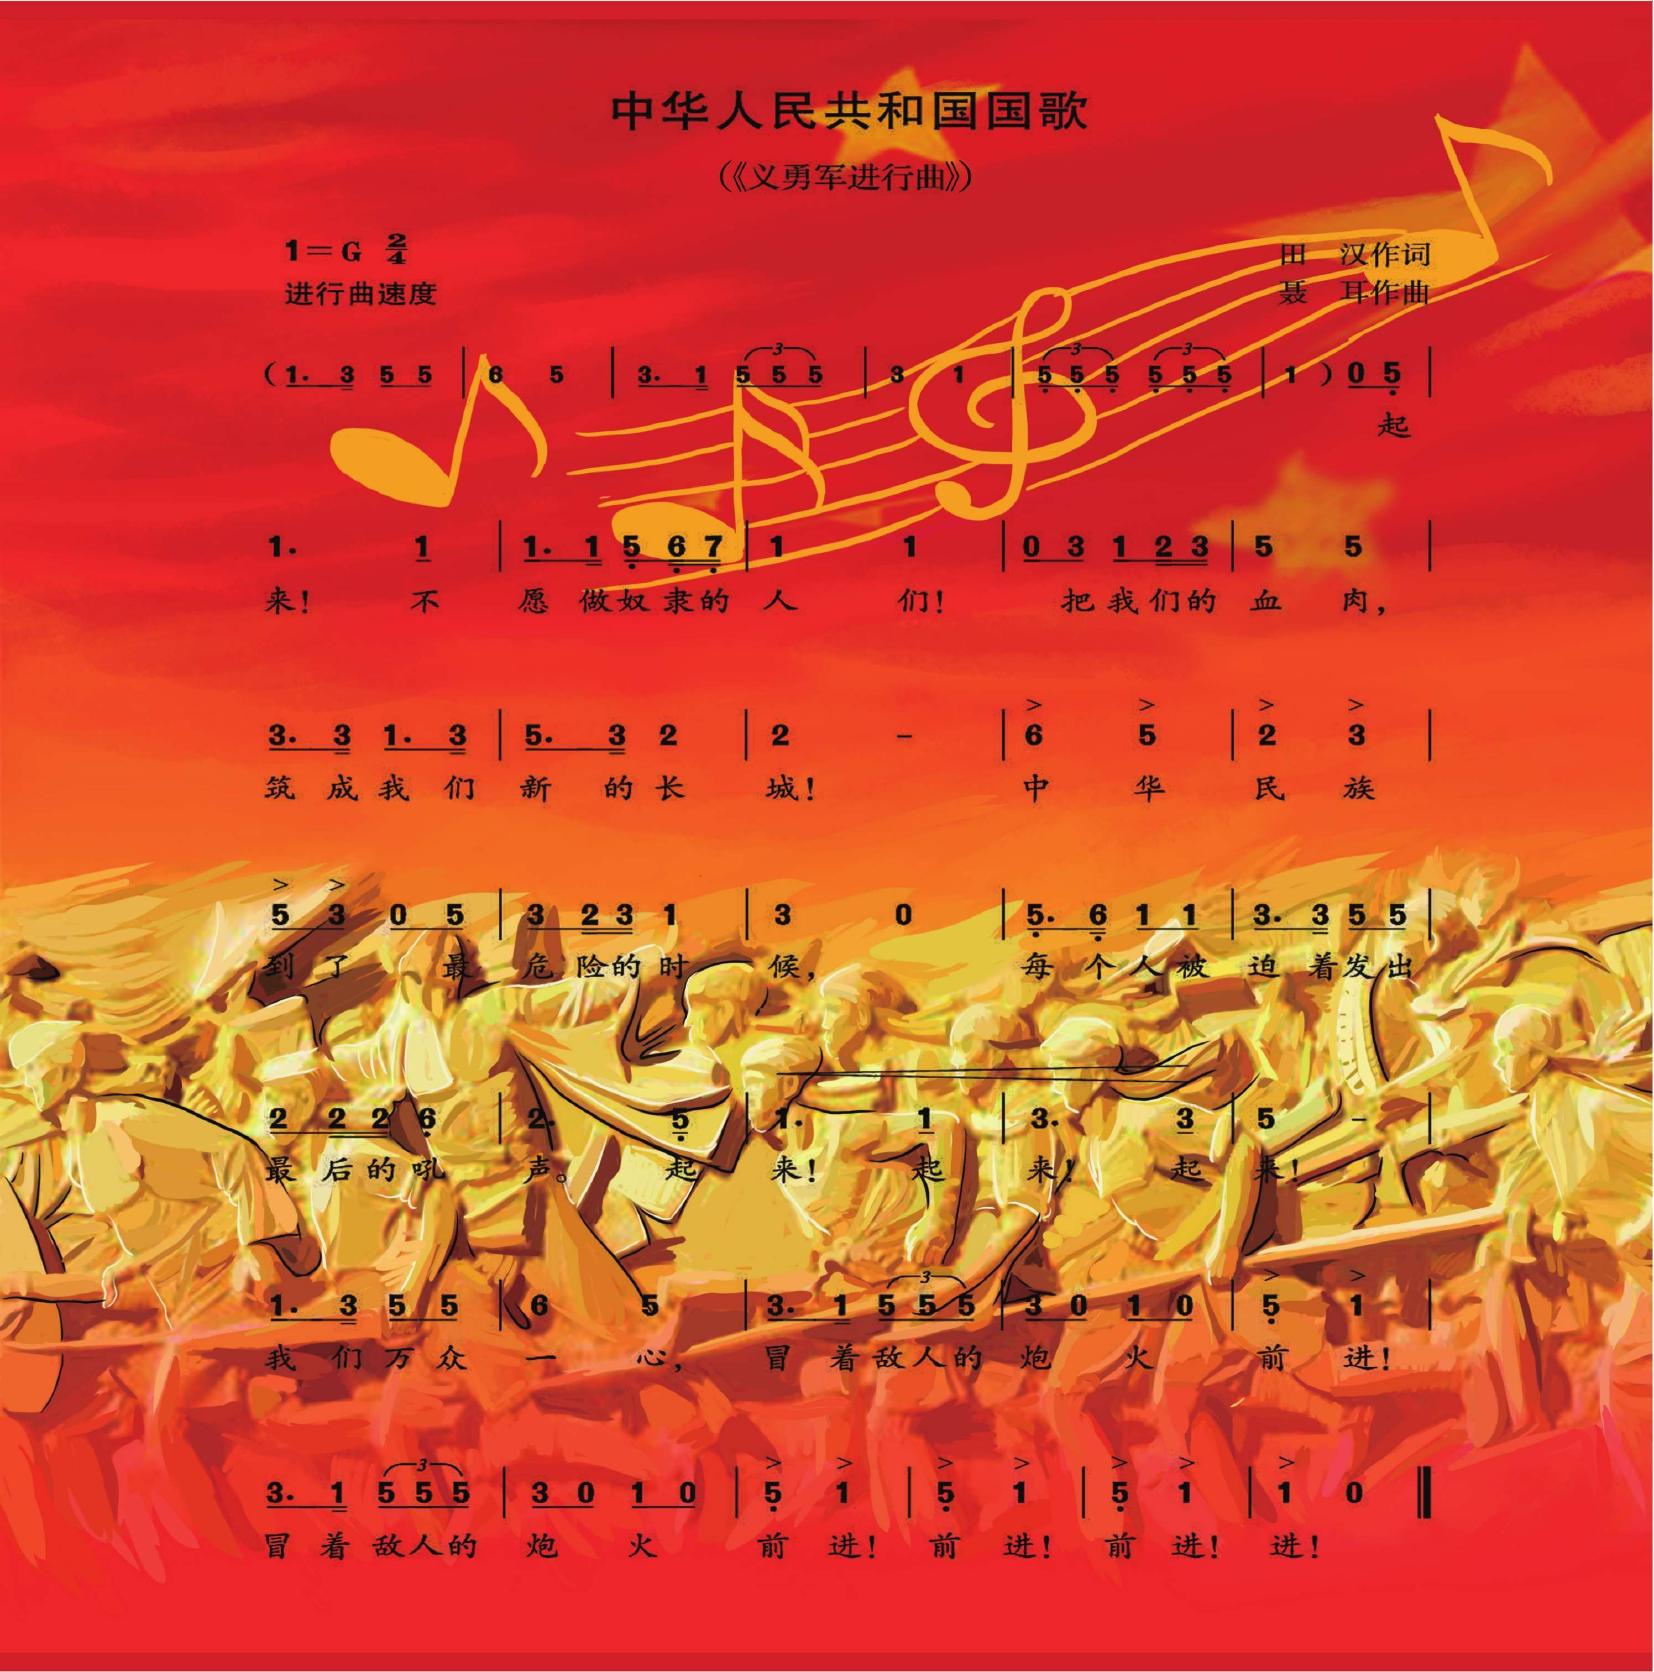 中华人民共和国国歌
(《义勇军进行曲》)
1=G 2/4
田 汉作词
进行曲速度
聂 耳作曲
(1. 3 5 5 | 6 5 | 3. 1 5 5 5 | 3 1 | 5 5 5 5 5 5 | 1 ) 0 5 |
起
1. 1 | 1. 1 5 6 7 | 1 1 | 0 3 1 2 3 | 5 5 |
来! 不 愿 做奴 隶的 人 们! 把我们的 血 肉,
3. 3 1. 3 | 5. 3 2 | 2 - | 6 5 | 2 3 |
筑 成我 们 新 的长 城! 中 华 民 族
5 3 0 5 | 3 2 3 1 | 3 0 | 5. 6 1 1 | 3. 3 5 5 |
到 了 最 危 险的 时 候, 每 个人被 迫 着发出
2 2 2 6 | 2. 5 | 1. 1 | 3. 3 | 5 - |
最 后的吼 声。 起 来! 起 来! 起 来!
1. 3 5 5 | 6 5 | 3. 1 5 5 5 | 3 0 1 0 | 5 1 |
我 们万众 一 心, 冒 着敌人的 炮 火 前 进!
3. 1 5 5 5 | 3 0 1 0 | 5 1 | 5 1 | 5 1 | 1 0
冒 着 敌人的 炮 火 前 进! 前 进! 前 进! 进!